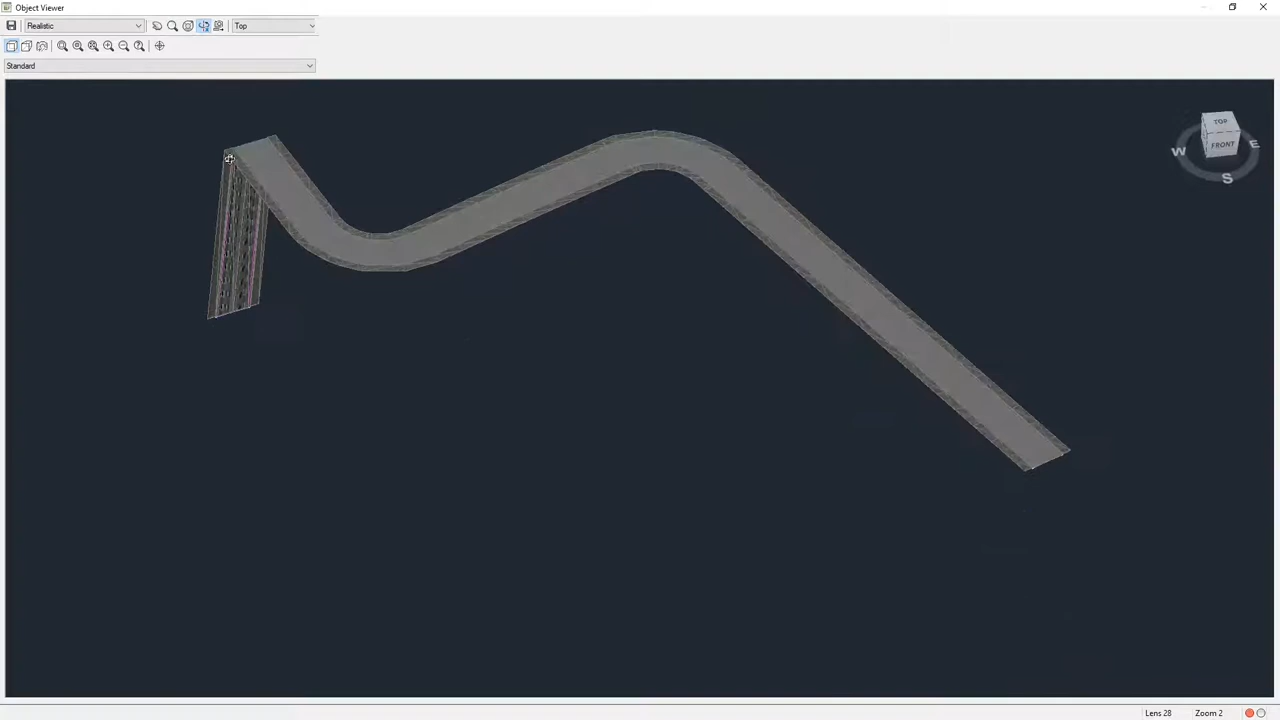 Object Viewer
Realistic
Top
Standard
TOP
W
FRONT
E
S
Lens 28
Zoom 2